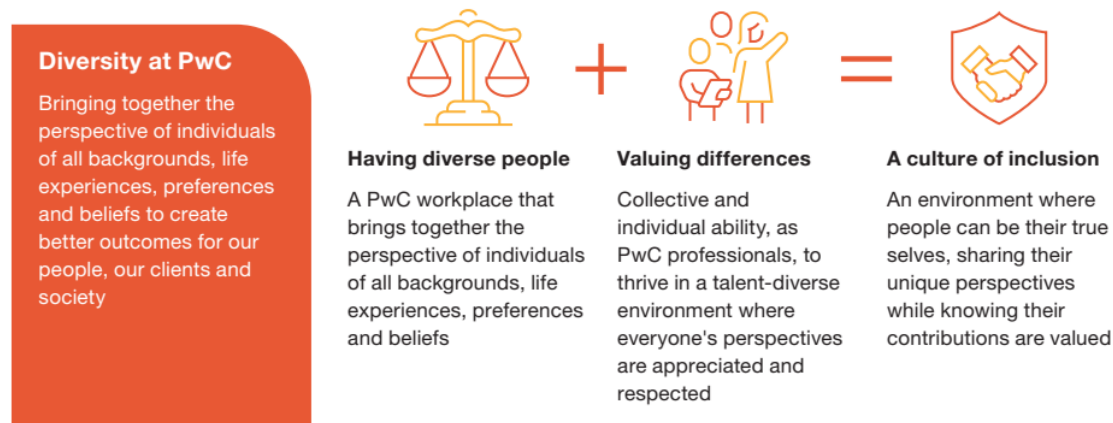 Diversity at PwC
Bringing together the
perspective of individuals
of all backgrounds, life
experiences, preferences
and beliefs to create
better outcomes for our
people, our clients and
society
+
=
Having diverse people
A PwC workplace that
brings together the
perspective of individuals
of all backgrounds, life
experiences, preferences
and beliefs
Valuing differences
Collective and
individual ability, as
PwC professionals, to
thrive in a talent-diverse
environment where
everyone's perspectives
are appreciated and
respected
A culture of inclusion
An environment where
people can be their true
selves, sharing their
unique perspectives
while knowing their
contributions are valued